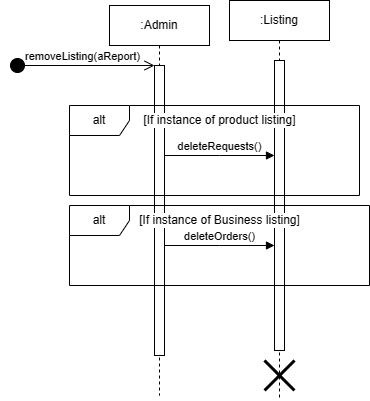 :Admin
:Listing
removeListing(aReport)
alt
[If instance of product listing]
deleteRequests()
alt
[If instance of Business listing]
deleteOrders()